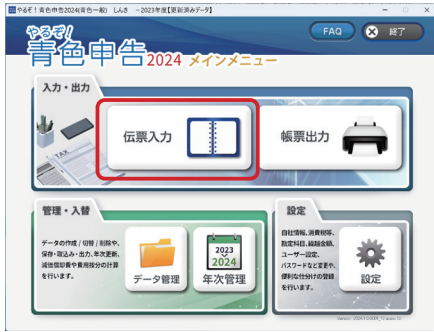 やるぞ！青色申告2024(青色一般) しんき －2023年度【更新済みデータ】
やるぞ！
青色申告2024 メインメニュー
FAQ
終了
入力・出力
TAX
伝票入力
帳票出力
管理・入替
データの作成／切替／削除や、
保存・取込み・出力、年次更新、
減価償却費や費用按分の計算
を行います。
データ管理
2023
2024
年次管理
設定
自社情報、消費税等、
勘定科目、繰越金額、
ユーザー設定、
パスワードなど変更や、
便利な仕分けの登録
を行います。
設定